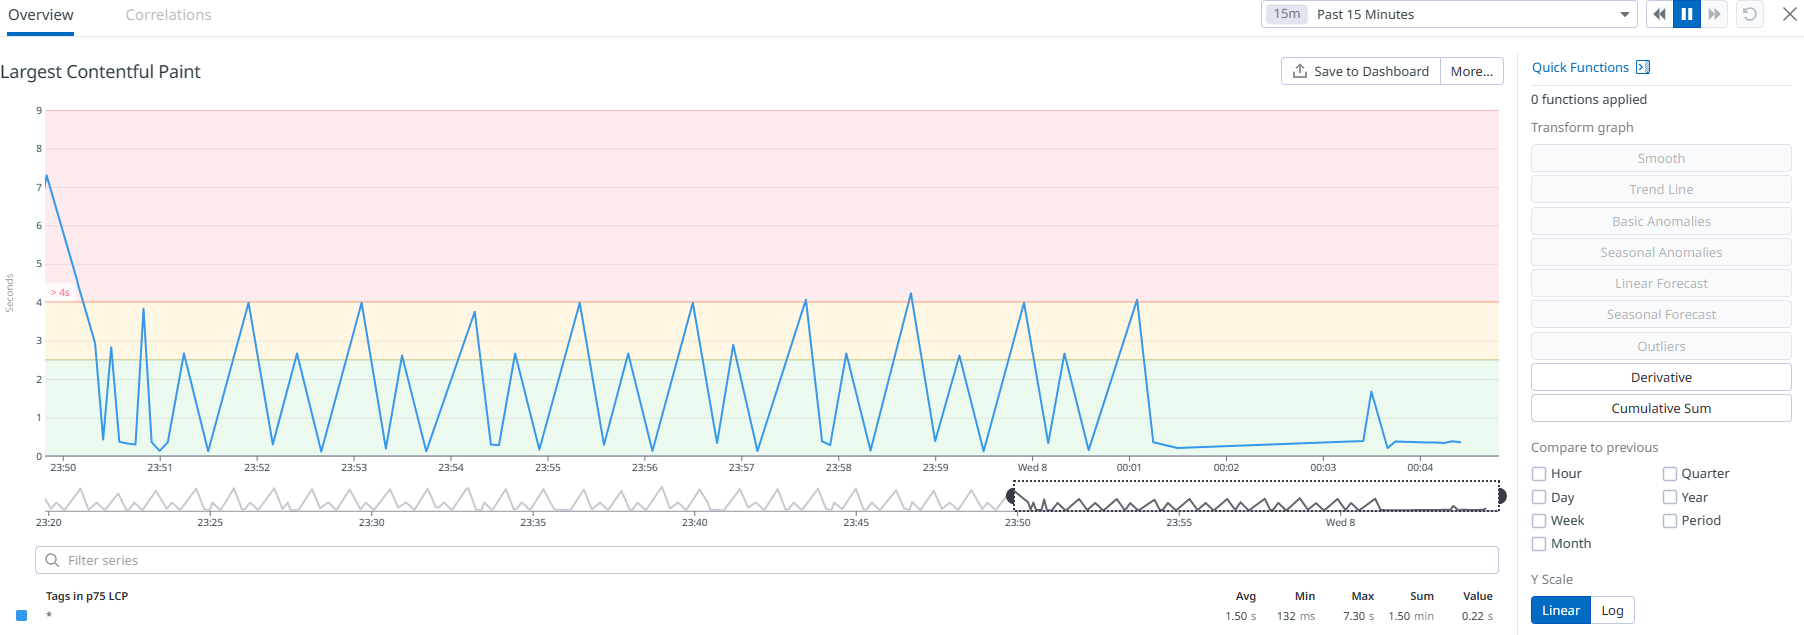 Overview Correlations 15m Past 15 Minutes
Largest Contentful Paint Save to Dashboard More...
Quick Functions
0 functions applied
Transform graph
Smooth
Trend Line
Basic Anomalies
Seasonal Anomalies
Linear Forecast
Seasonal Forecast
Outliers
Derivative
Cumulative Sum
Compare to previous
Hour Quarter
Day Year
Week Period
Month
Y Scale
Linear Log
Seconds
9
8
7
6
5
> 4s
4
3
2
1
0
23:50 23:51 23:52 23:53 23:54 23:55 23:56 23:57 23:58 23:59 Wed 8 00:01 00:02 00:03 00:04
23:20 23:25 23:30 23:35 23:40 23:45 23:50 23:55 Wed 8
Filter series
Tags in p75 LCP Avg Min Max Sum Value
* 1.50 s 132 ms 7.30 s 1.50 min 0.22 s